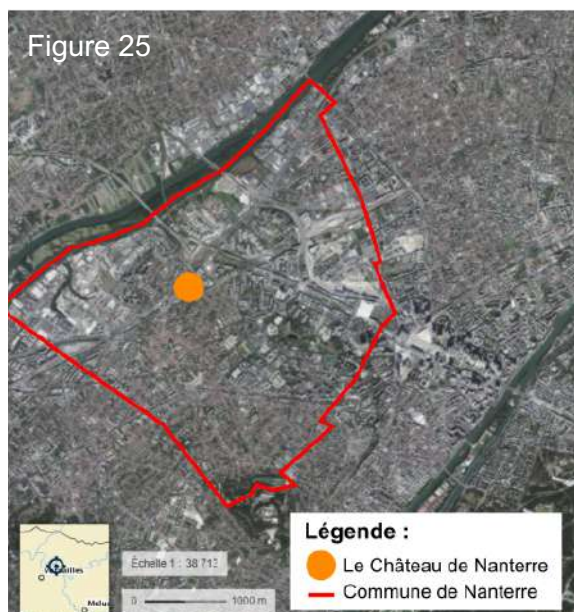 Figure 25
Légende :
Le Château de Nanterre
Commune de Nanterre
Échelle 1 : 38 713
0 1000 m